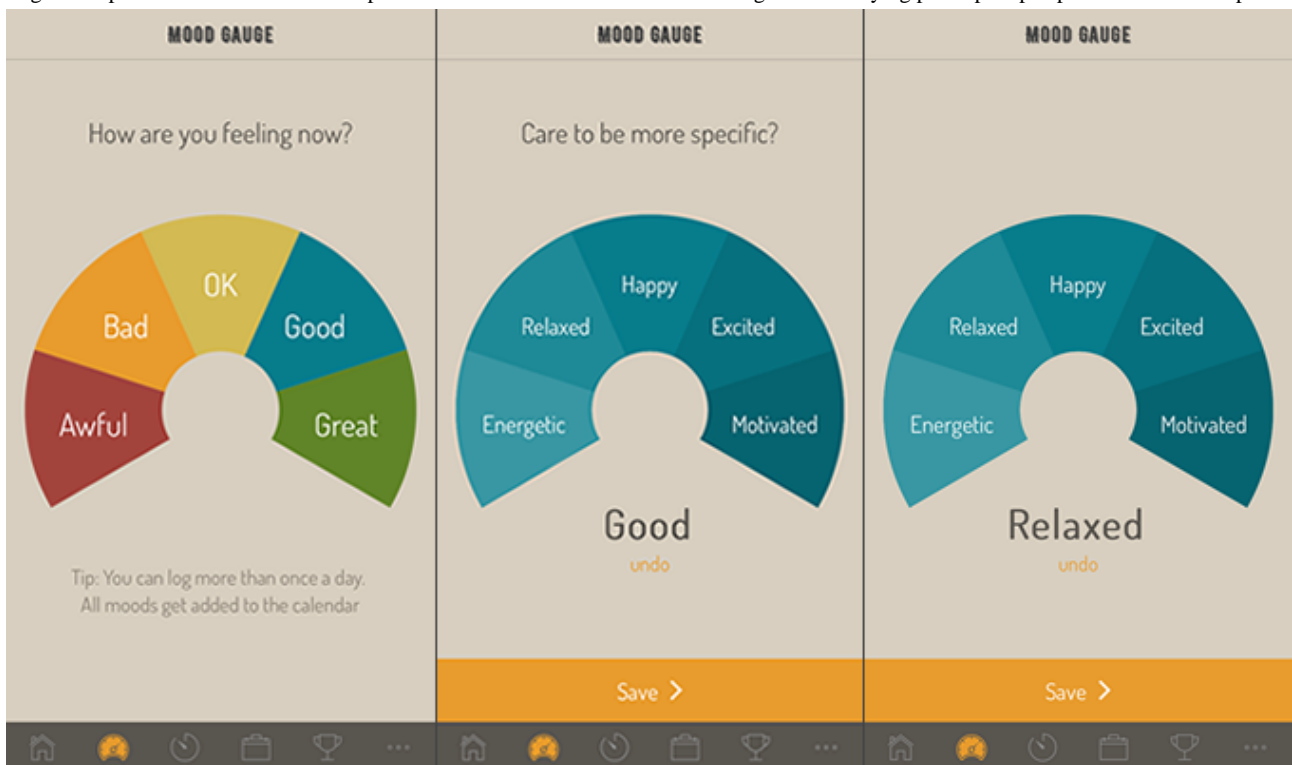 MOOD GAUGE
How are you feeling now?
OK
Bad
Good
Awful
Great
Tip: You can log more than once a day.
All moods get added to the calendar
MOOD GAUGE
Care to be more specific?
Happy
Relaxed
Excited
Energetic
Motivated
Good
undo
Save
MOOD GAUGE
Happy
Relaxed
Excited
Energetic
Motivated
Relaxed
undo
Save